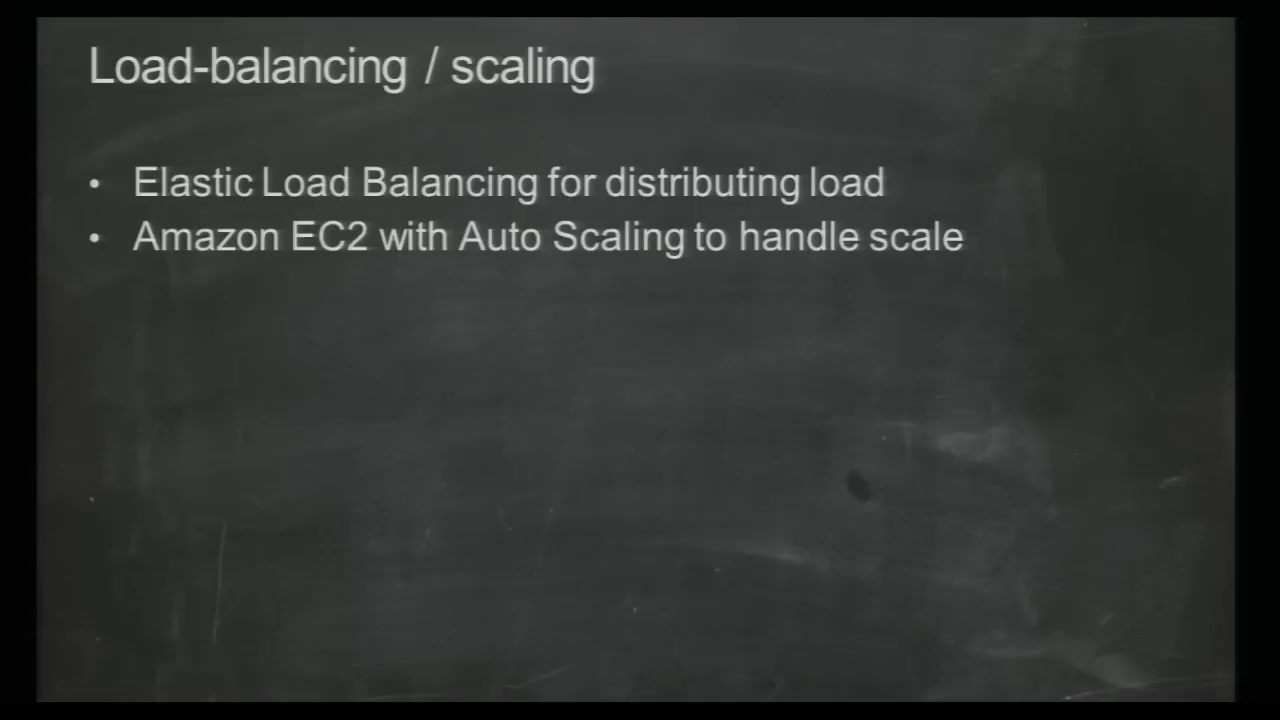 Load-balancing / scaling
• Elastic Load Balancing for distributing load
• Amazon EC2 with Auto Scaling to handle scale